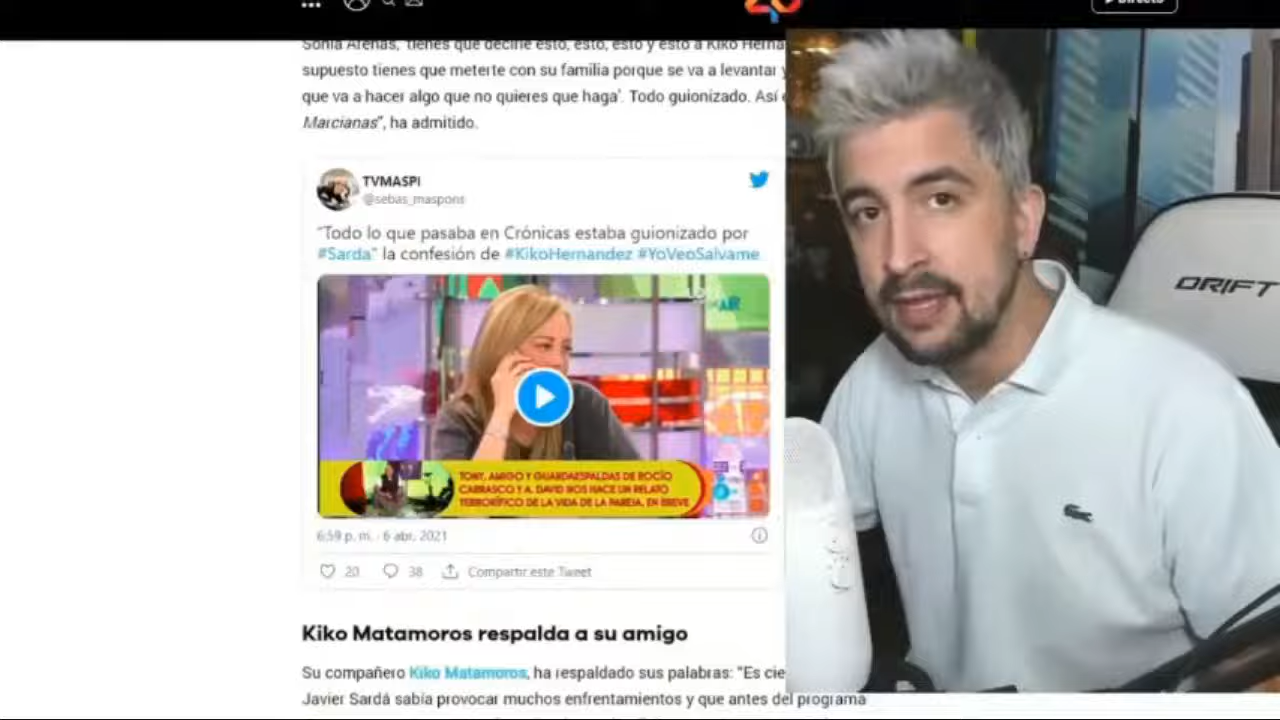 Directo
Sonia Arenas, 'tienes que decirle esto, esto, esto y esto a Kiko
supuesto tienes que meterte con su familia porque se va a levantar
que va a hacer algo que no quieres que haga'. Todo guionizado. Así
Marcianas", ha admitido.
TVMASPI
@sebas_maspons
"Todo lo que pasaba en Crónicas estaba guionizado por
#Sarda" la confesión de #KikoHernandez #YoVeoSalvame
TONY, AMIGO Y GUARDAESPALDAS DE ROCÍO
CARRASCO Y A. DAVID NOS HACE UN RELATO
TERRORÍFICO DE LA VIDA DE LA PAREJA, EN BREVE
6:59 p. m. · 6 abr. 2021
20 38 Compartir este Tweet
Kiko Matamoros respalda a su amigo
Su compañero Kiko Matamoros, ha respaldado sus palabras: "Es
Javier Sardá sabía provocar muchos enfrentamientos y que antes del programa
DRIFT